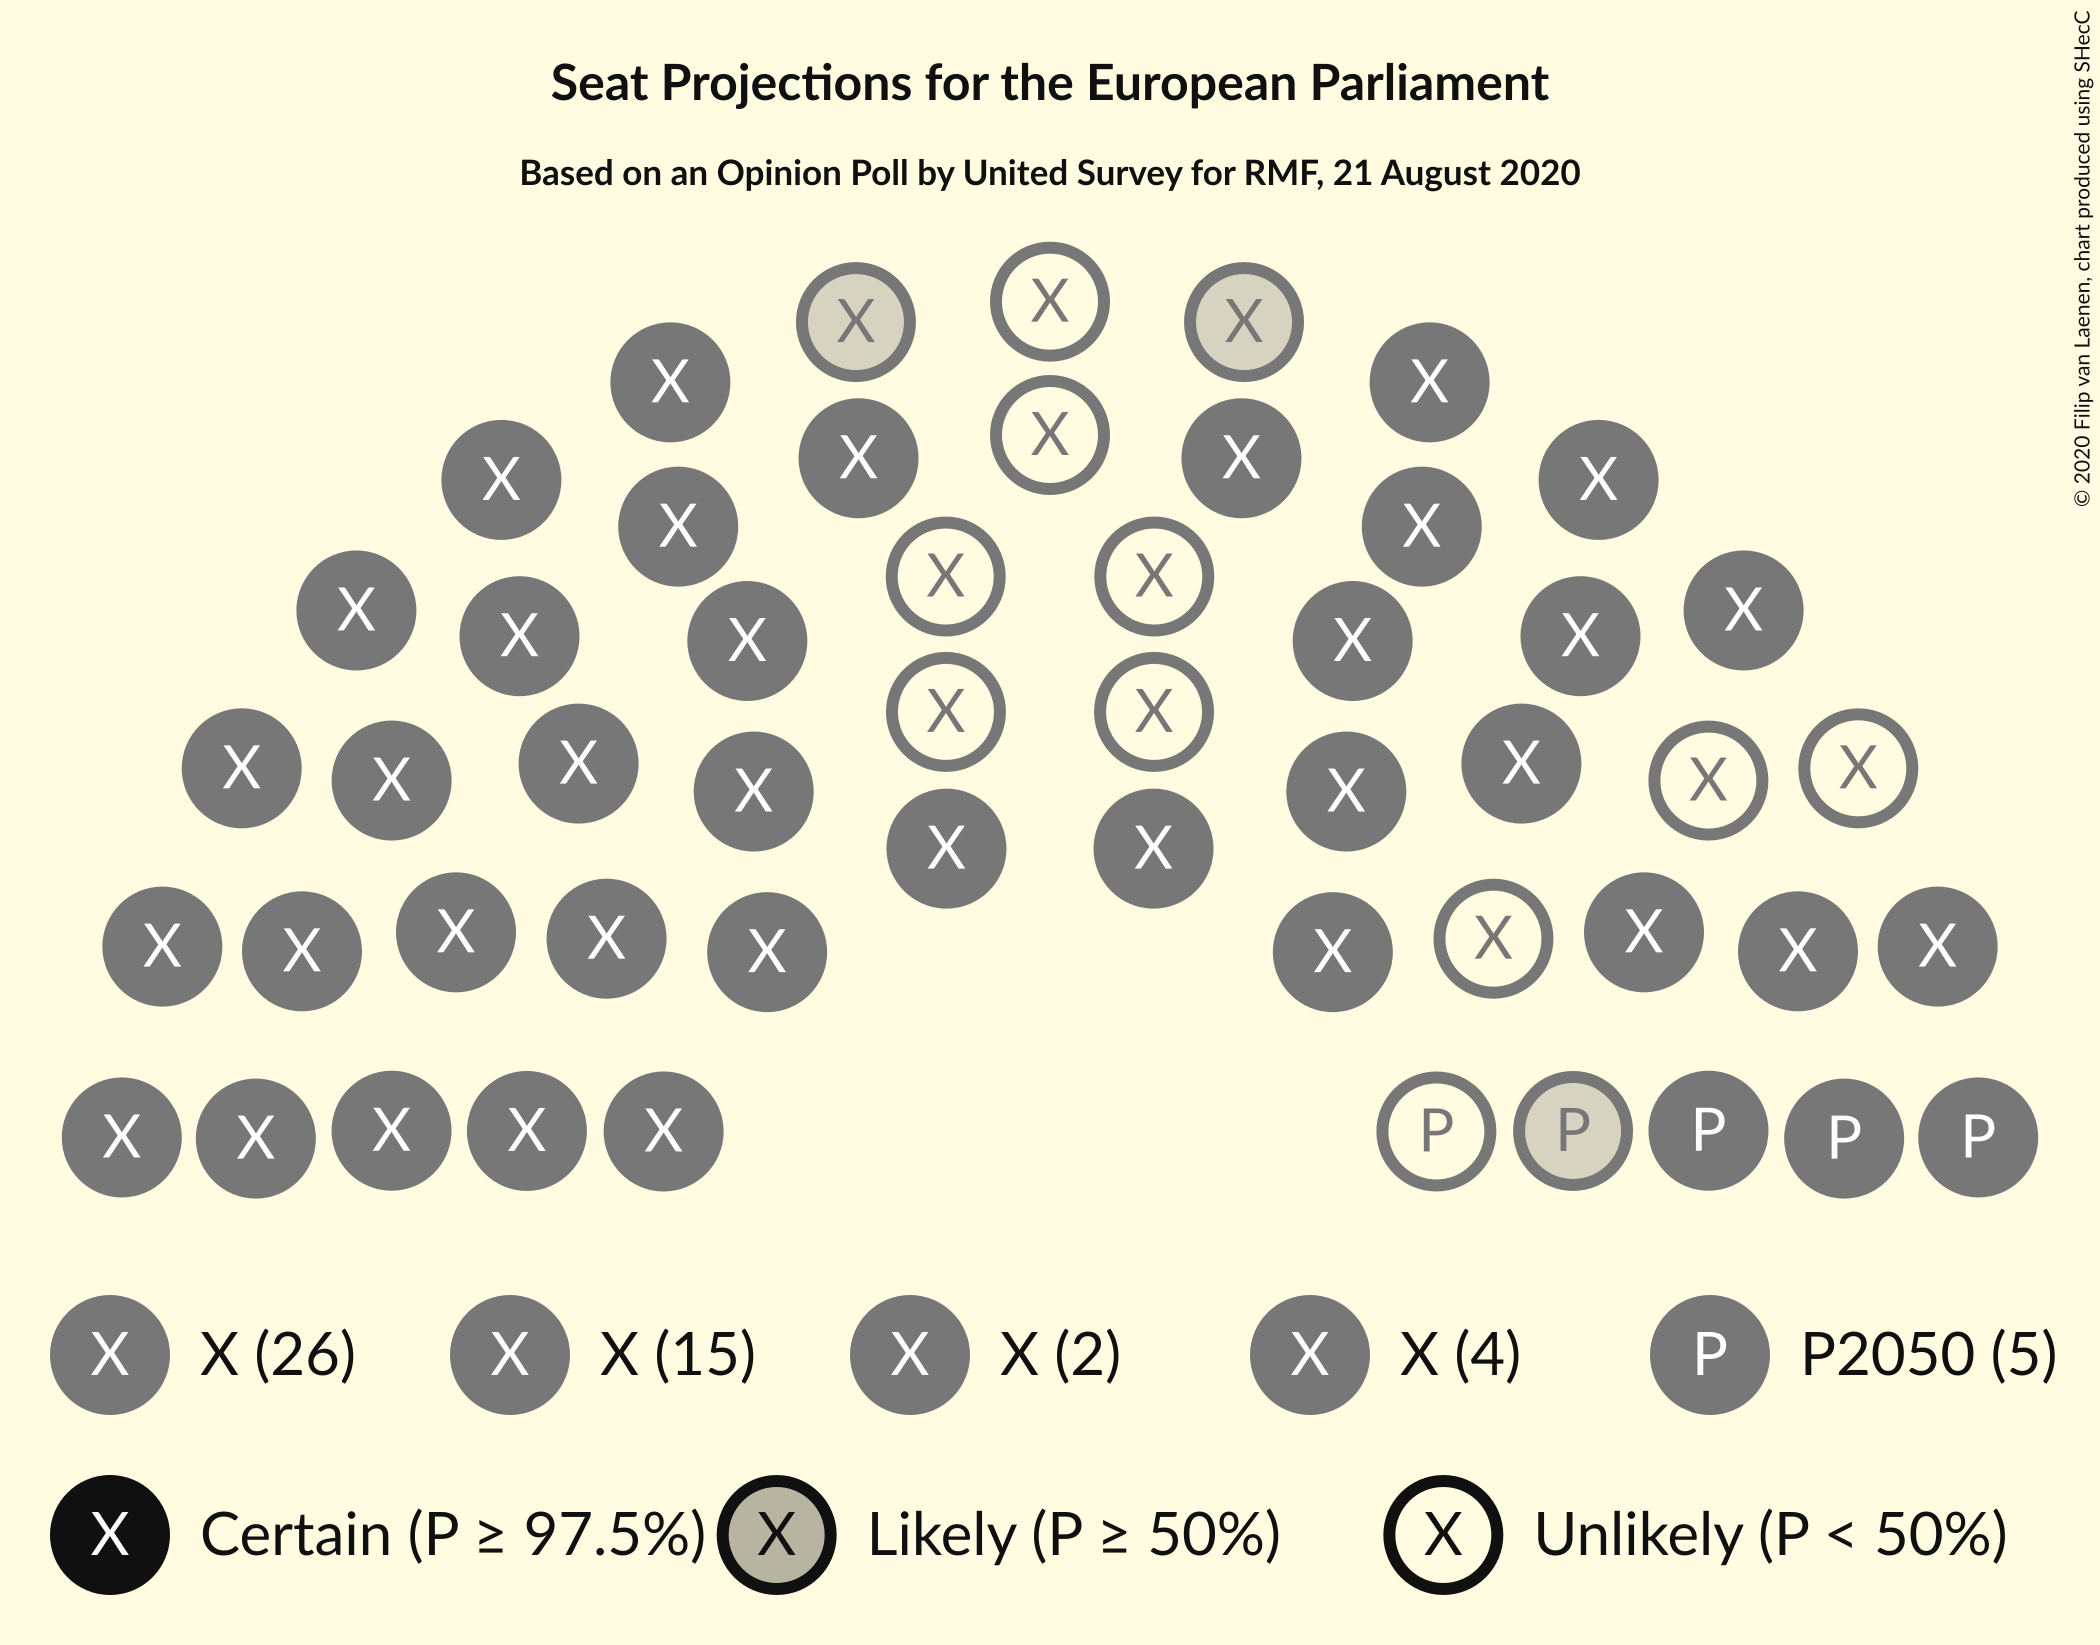 Seat Projections for the European Parliament
Based on an Opinion Poll by United Survey for RMF, 21 August 2020
© 2020 Filip van Laenen, chart produced using SHecC
X X X
X X
X X X
X X
X X
X X
X X
X X
X X
X X
X X
X X
X X X X
X X
X X
X X X X
X X
X X X X
X X X X X X
X X X X P P P P P
X X (26) X X (15) X X (2) X X (4) P P2050 (5)
X Certain (P ≥ 97.5%) X Likely (P ≥ 50%) X Unlikely (P < 50%)